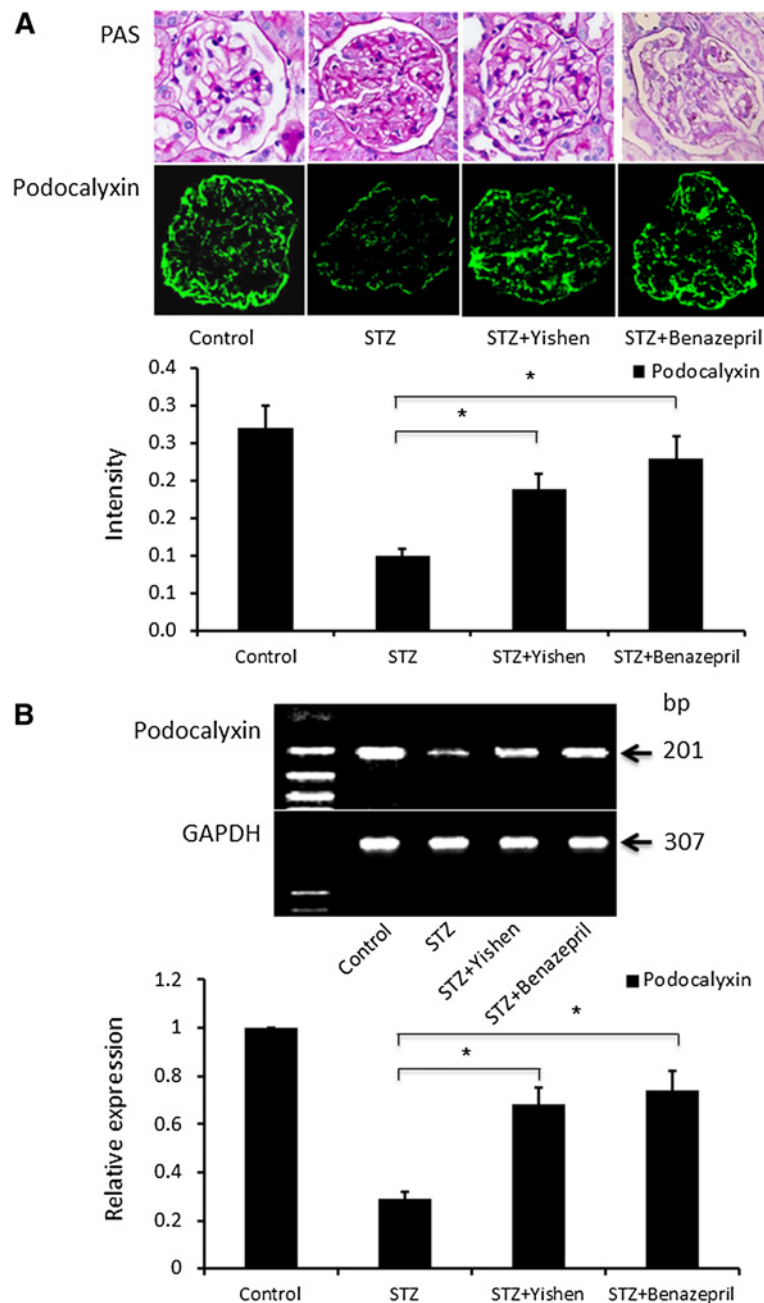 A
PAS
Podocalyxin
Control STZ STZ+Yishen STZ+Benazepril
0.4
0.3
0.3
0.2
0.2
0.1
0.1
0.0
Intensity
Podocalyxin
*
*
Control STZ STZ+Yishen STZ+Benazepril
B
bp
Podocalyxin
201
GAPDH
307
Control
STZ
STZ+Yishen
STZ+Benazepril
1.2
1
0.8
0.6
0.4
0.2
0
Relative expression
Podocalyxin
*
*
Control STZ STZ+Yishen STZ+Benazepril